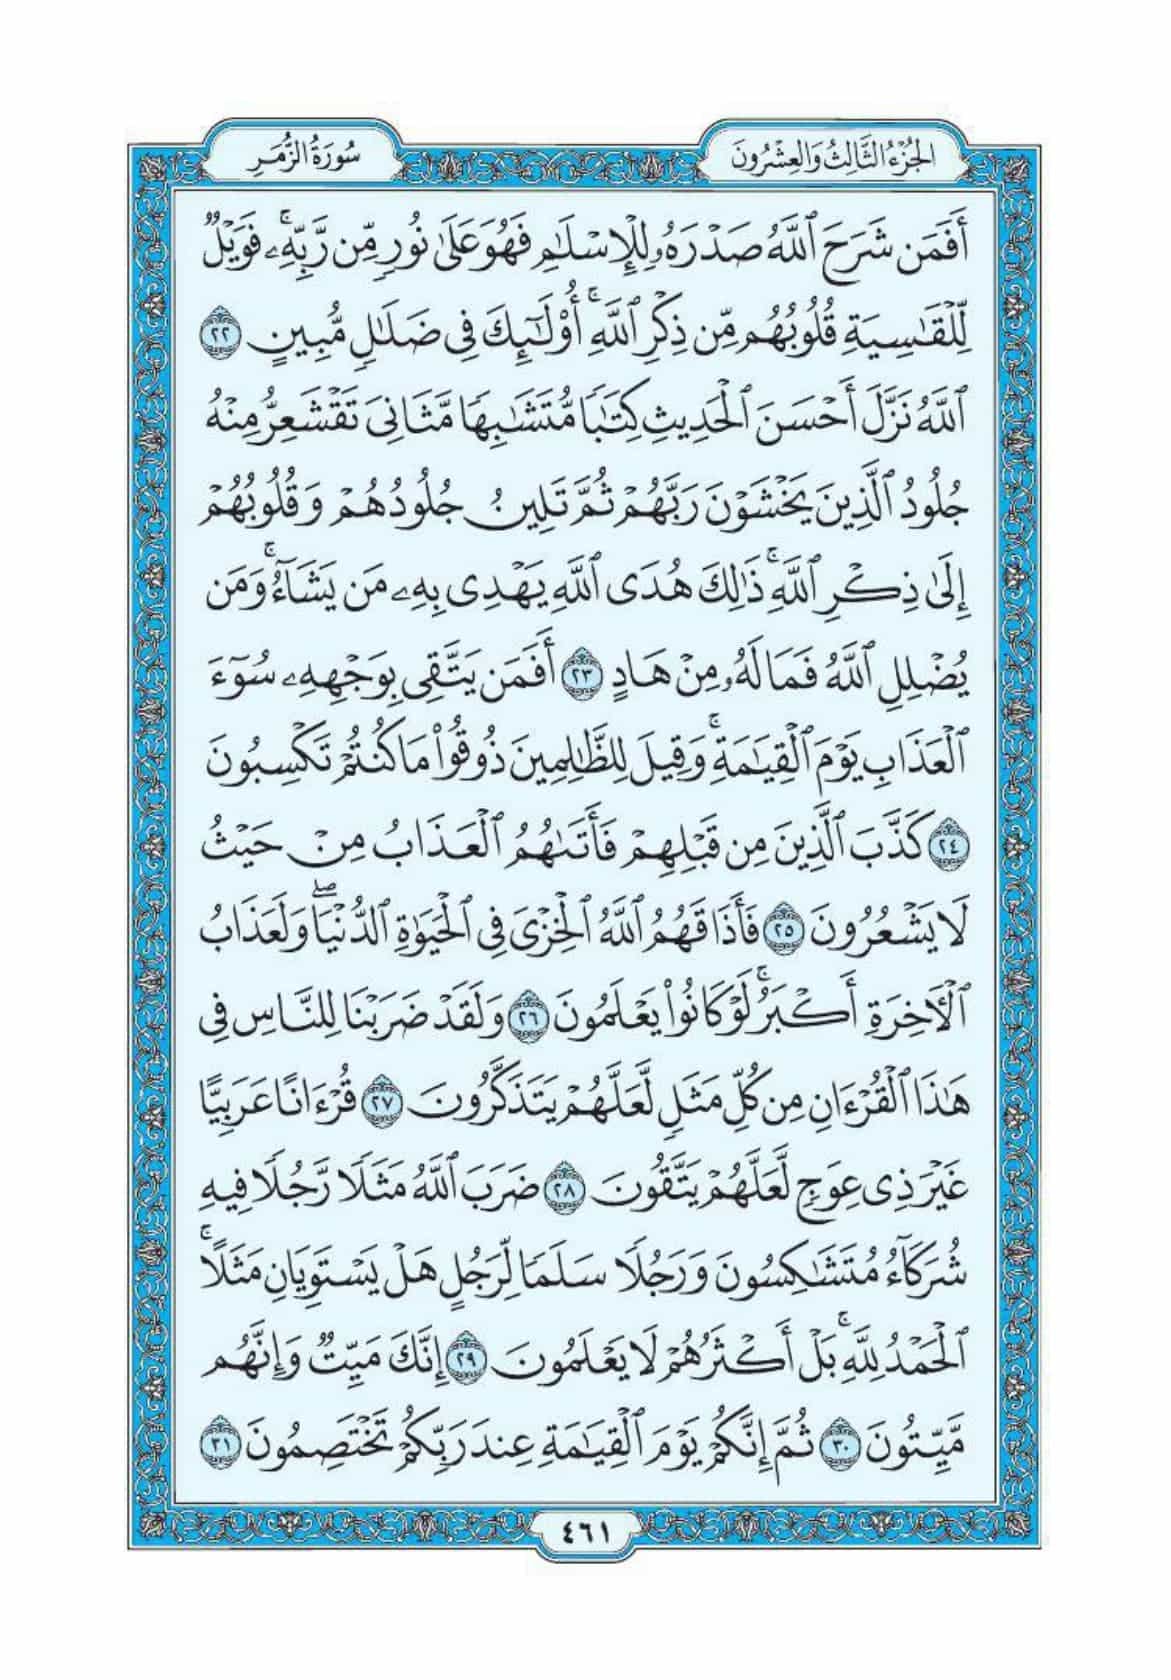 الجُزْءُ الثَّالِثُ وَالعِشْرُونَ
سُورَةُ الزُّمَرِ
أَفَمَن شَرَحَ ٱللَّهُ صَدْرَهُۥ لِلْإِسْلَٰمِ فَهُوَ عَلَىٰ نُورٍ مِّن رَّبِّهِۦۚ فَوَيْلٌ
لِّلْقَٰسِيَةِ قُلُوبُهُم مِّن ذِكْرِ ٱللَّهِۚ أُوْلَٰٓئِكَ فِى ضَلَٰلٍ مُّبِينٍ ٢٢
ٱللَّهُ نَزَّلَ أَحْسَنَ ٱلْحَدِيثِ كِتَٰبًا مُّتَشَٰبِهًا مَّثَانِىَ تَقْشَعِرُّ مِنْهُ
جُلُودُ ٱلَّذِينَ يَخْشَوْنَ رَبَّهُمْ ثُمَّ تَلِينُ جُلُودُهُمْ وَقُلُوبُهُمْ
إِلَىٰ ذِكْرِ ٱللَّهِۚ ذَٰلِكَ هُدَى ٱللَّهِ يَهْدِى بِهِۦ مَن يَشَآءُۚ وَمَن
يُضْلِلِ ٱللَّهُ فَمَا لَهُۥ مِنْ هَادٍ ٢٣ أَفَمَن يَتَّقِى بِوَجْهِهِۦ سُوٓءَ
ٱلْعَذَابِ يَوْمَ ٱلْقِيَٰمَةِۚ وَقِيلَ لِلظَّٰلِمِينَ ذُوقُوا۟ مَا كُنتُمْ تَكْسِبُونَ
٢٤ كَذَّبَ ٱلَّذِينَ مِن قَبْلِهِمْ فَأَتَىٰهُمُ ٱلْعَذَابُ مِنْ حَيْثُ
لَا يَشْعُرُونَ ٢٥ فَأَذَاقَهُمُ ٱللَّهُ ٱلْخِزْىَ فِى ٱلْحَيَوٰةِ ٱلدُّنْيَاۖ وَلَعَذَابُ
ٱلْأَخِرَةِ أَكْبَرُۚ لَوْ كَانُوا۟ يَعْلَمُونَ ٢٦ وَلَقَدْ ضَرَبْنَا لِلنَّاسِ فِى
هَٰذَا ٱلْقُرْءَانِ مِن كُلِّ مَثَلٍ لَّعَلَّهُمْ يَتَذَكَّرُونَ ٢٧ قُرْءَانًا عَرَبِيًّا
غَيْرَ ذِى عِوَجٍ لَّعَلَّهُمْ يَتَّقُونَ ٢٨ ضَرَبَ ٱللَّهُ مَثَلًا رَّجُلًا فِيهِ
شُرَكَآءُ مُتَشَٰكِسُونَ وَرَجُلًا سَلَمًا لِّرَجُلٍ هَلْ يَسْتَوِيَانِ مَثَلًاۚ
ٱلْحَمْدُ لِلَّهِۚ بَلْ أَكْثَرُهُمْ لَا يَعْلَمُونَ ٢٩ إِنَّكَ مَيِّتٌ وَإِنَّهُم
مَّيِّتُونَ ٣٠ ثُمَّ إِنَّكُمْ يَوْمَ ٱلْقِيَٰمَةِ عِندَ رَبِّكُمْ تَخْتَصِمُونَ ٣١
٤٦١